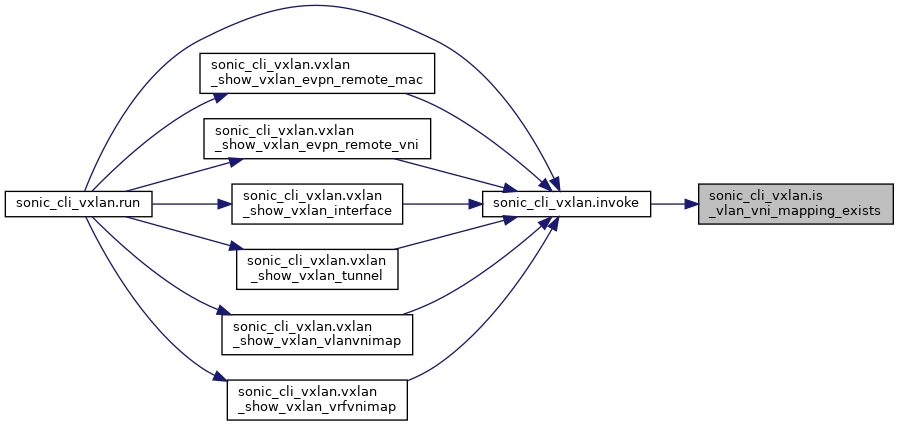 sonic_cli_vxlan.vxlan
_show_vxlan_evpn_remote_mac
sonic_cli_vxlan.vxlan
_show_vxlan_evpn_remote_vni
sonic_cli_vxlan.run
sonic_cli_vxlan.vxlan
_show_vxlan_interface
sonic_cli_vxlan.invoke
sonic_cli_vxlan.is
_vlan_vni_mapping_exists
sonic_cli_vxlan.vxlan
_show_vxlan_tunnel
sonic_cli_vxlan.vxlan
_show_vxlan_vlanvnimap
sonic_cli_vxlan.vxlan
_show_vxlan_vrfvnimap